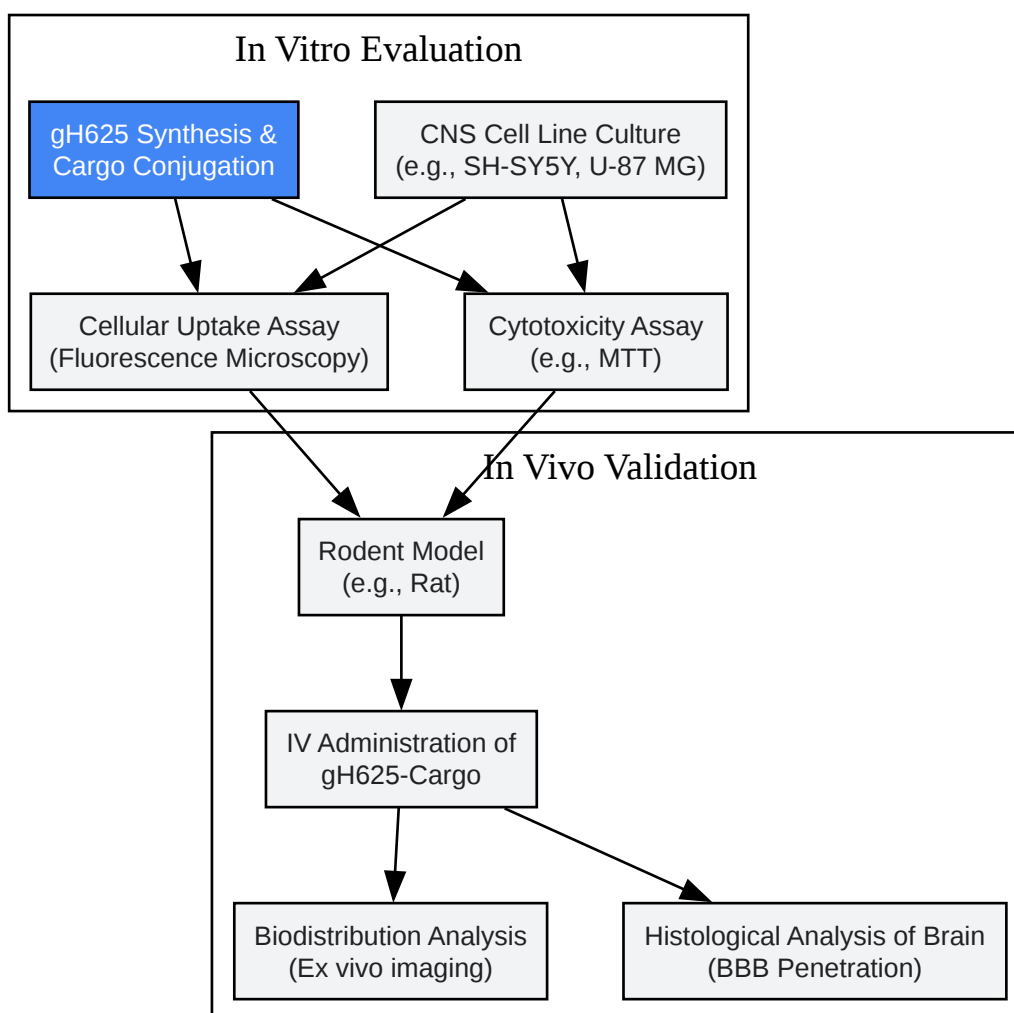 In Vitro Evaluation
gH625 Synthesis &
Cargo Conjugation
CNS Cell Line Culture
(e.g., SH-SY5Y, U-87 MG)
Cellular Uptake Assay
(Fluorescence Microscopy)
Cytotoxicity Assay
(e.g., MTT)
In Vivo Validation
Rodent Model
(e.g., Rat)
IV Administration of
gH625-Cargo
Biodistribution Analysis
(Ex vivo imaging)
Histological Analysis of Brain
(BBB Penetration)